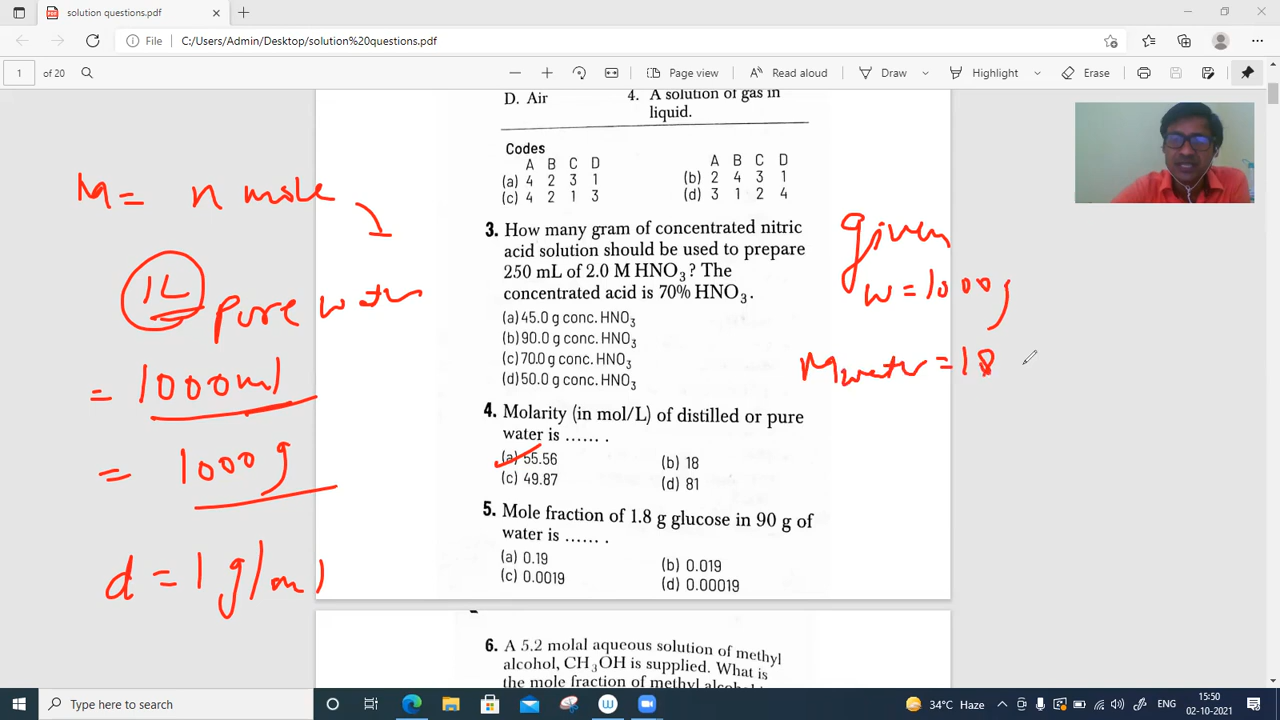 solution questions.pdf
File
C:/Users/Admin/Desktop/solution%20questions.pdf
1 of 20
Page view
Read aloud
Draw
Highlight
Erase
D. Air
4. A solution of gas in
liquid.
Codes
A B C D
(a) 4 2 3 1
(c) 4 2 1 3
A B C D
(b) 2 4 3 1
(d) 3 1 2 4
3. How many gram of concentrated nitric
acid solution should be used to prepare
250 mL of 2.0 M HNO3? The
concentrated acid is 70% HNO3.
(a) 45.0 g conc. HNO3
(b) 90.0 g conc. HNO3
(c) 70.0 g conc. HNO3
(d) 50.0 g conc. HNO3
4. Molarity (in mol/L) of distilled or pure
water is ...... .
(a) 55.56
(b) 18
(c) 49.87
(d) 81
5. Mole fraction of 1.8 g glucose in 90 g of
water is ...... .
(a) 0.19
(b) 0.019
(c) 0.0019
(d) 0.00019
6. A 5.2 molal aqueous solution of methyl
alcohol, CH3OH is supplied. What is
the mole fraction of methyl alcohol
M = n mole
1L pure water
= 1000ml
= 1000g
d = 1 g/ml
given
w = 1000g
Mwater = 18
Type here to search
34°C Haze
ENG
15:50
02-10-2021